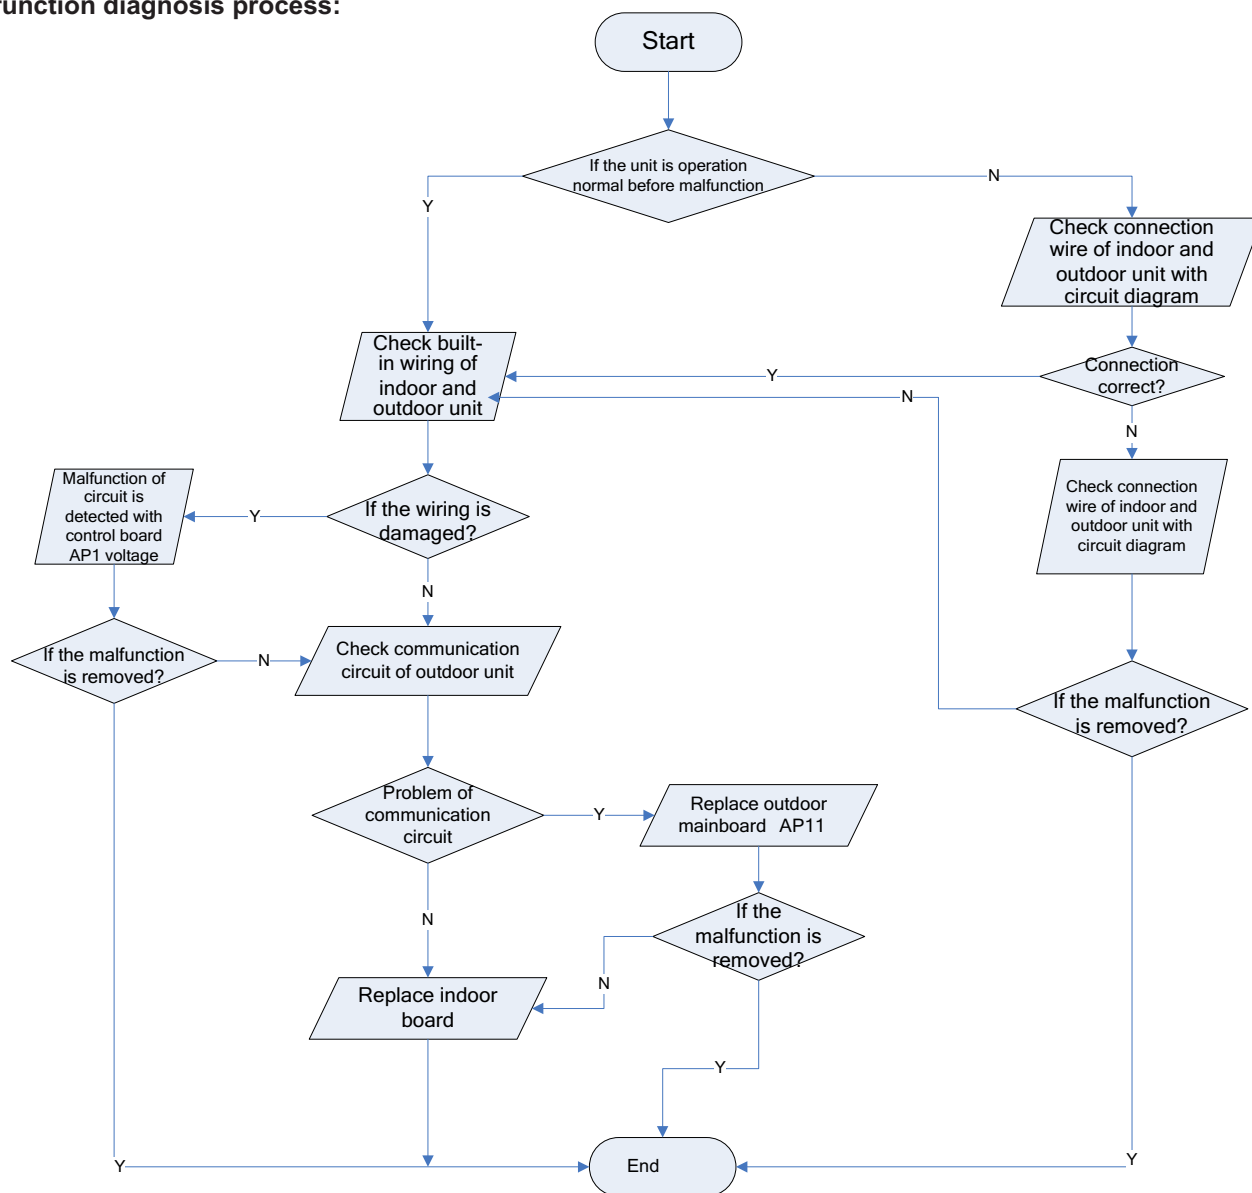 function diagnosis process:
Start
If the unit is operation
normal before malfunction
N
Y
Check connection
wire of indoor and
outdoor unit with
circuit diagram
Check built-
in wiring of
indoor and
outdoor unit
Y
Connection
correct?
N
N
Malfunction of
circuit is
detected with
control board
AP1 voltage
Y
If the wiring is
damaged?
Check connection
wire of indoor and
outdoor unit with
circuit diagram
N
If the malfunction
is removed?
N
Check communication
circuit of outdoor unit
If the malfunction
is removed?
Problem of
communication
circuit
Y
Replace outdoor
mainboard AP11
N
If the
malfunction is
removed?
N
Replace indoor
board
Y
Y
End
Y